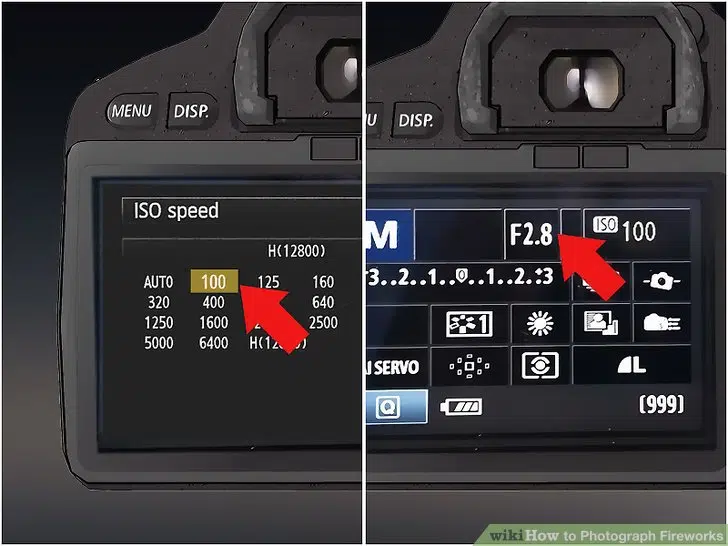 MENU DISP.
ISO speed
H(12800)
AUTO 100 125 160
320 400 640
1250 1600 2500
5000 6400
DISP.
M F2.8 ISO 100
3..2..1..0..1..2.:3
1
SERVO
L
Q (999)
wikiHow to Photograph Fireworks